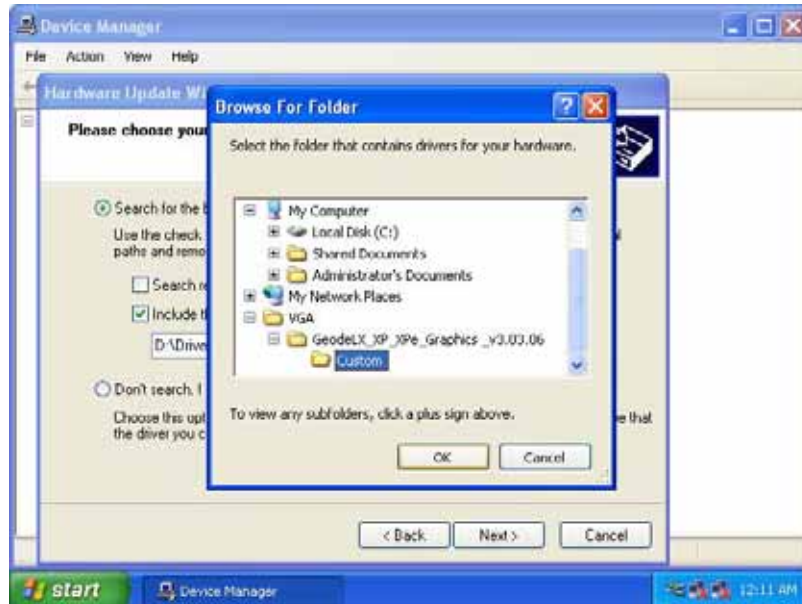 Device Manager
File Action View Help
Hardware Update Wi
Please choose your
Search for the b
Use the check
paths and remo
Search re
Include t
D:\Drive
Don't search. I
Choose this opt
the driver you c
e that
Browse For Folder
Select the folder that contains drivers for your hardware.
My Computer
Local Disk (C:)
Shared Documents
Administrator's Documents
My Network Places
VGA
GeodeLX_XP_XPe_Graphics _v3.03.06
Custom
To view any subfolders, click a plus sign above.
OK Cancel
< Back Next > Cancel
start Device Manager 12:11 AM